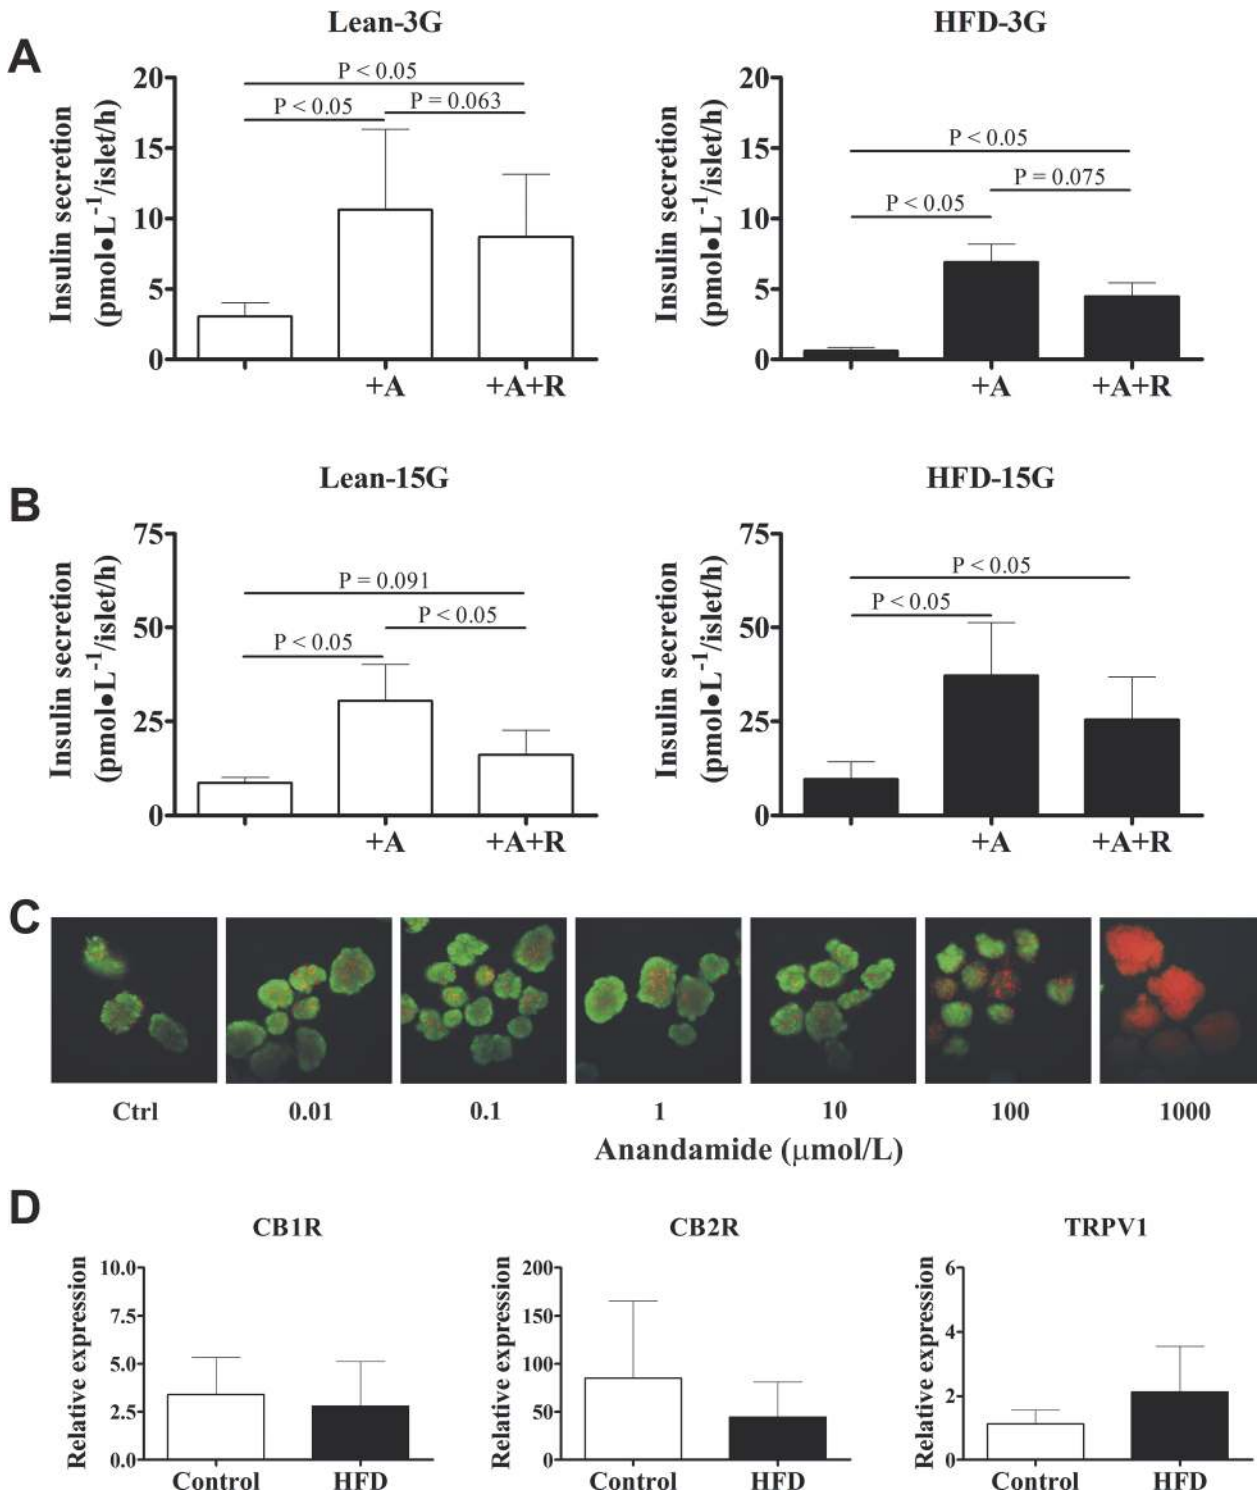 A
Lean-3G
HFD-3G
Insulin secretion
(pmol●L⁻¹/islet/h)
20
15
10
5
0
P < 0.05
P < 0.05
P = 0.063
+A
+A+R
Insulin secretion
(pmol●L⁻¹/islet/h)
20
15
10
5
0
P < 0.05
P = 0.075
P < 0.05
+A
+A+R
B
Lean-15G
HFD-15G
Insulin secretion
(pmol●L⁻¹/islet/h)
75
50
25
0
P = 0.091
P < 0.05
P < 0.05
+A
+A+R
Insulin secretion
(pmol●L⁻¹/islet/h)
75
50
25
0
P < 0.05
P < 0.05
+A
+A+R
C
Ctrl
0.01
0.1
1
10
100
1000
Anandamide (μmol/L)
D
CB1R
Relative expression
10.0
7.5
5.0
2.5
0.0
Control
HFD
CB2R
Relative expression
200
150
100
50
0
Control
HFD
TRPV1
Relative expression
6
4
2
0
Control
HFD